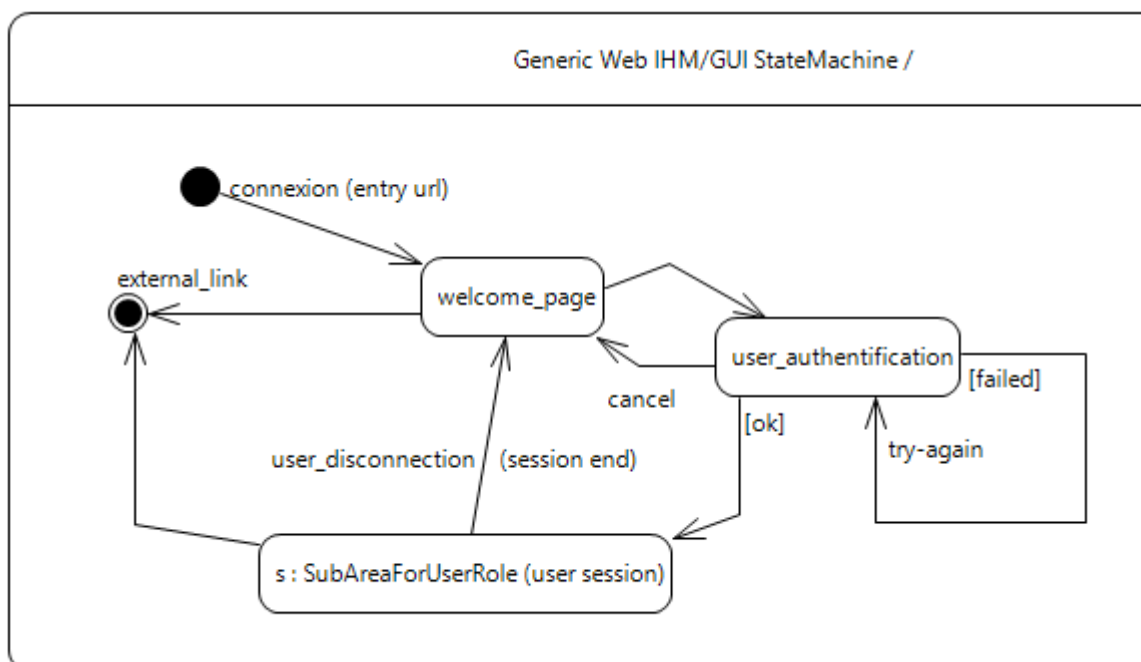 Generic Web IHM/GUI StateMachine /
connexion (entry url)
external_link
welcome_page
user_authentification
[failed]
cancel
[ok]
try-again
user_disconnection
(session end)
s : SubAreaForUserRole (user session)